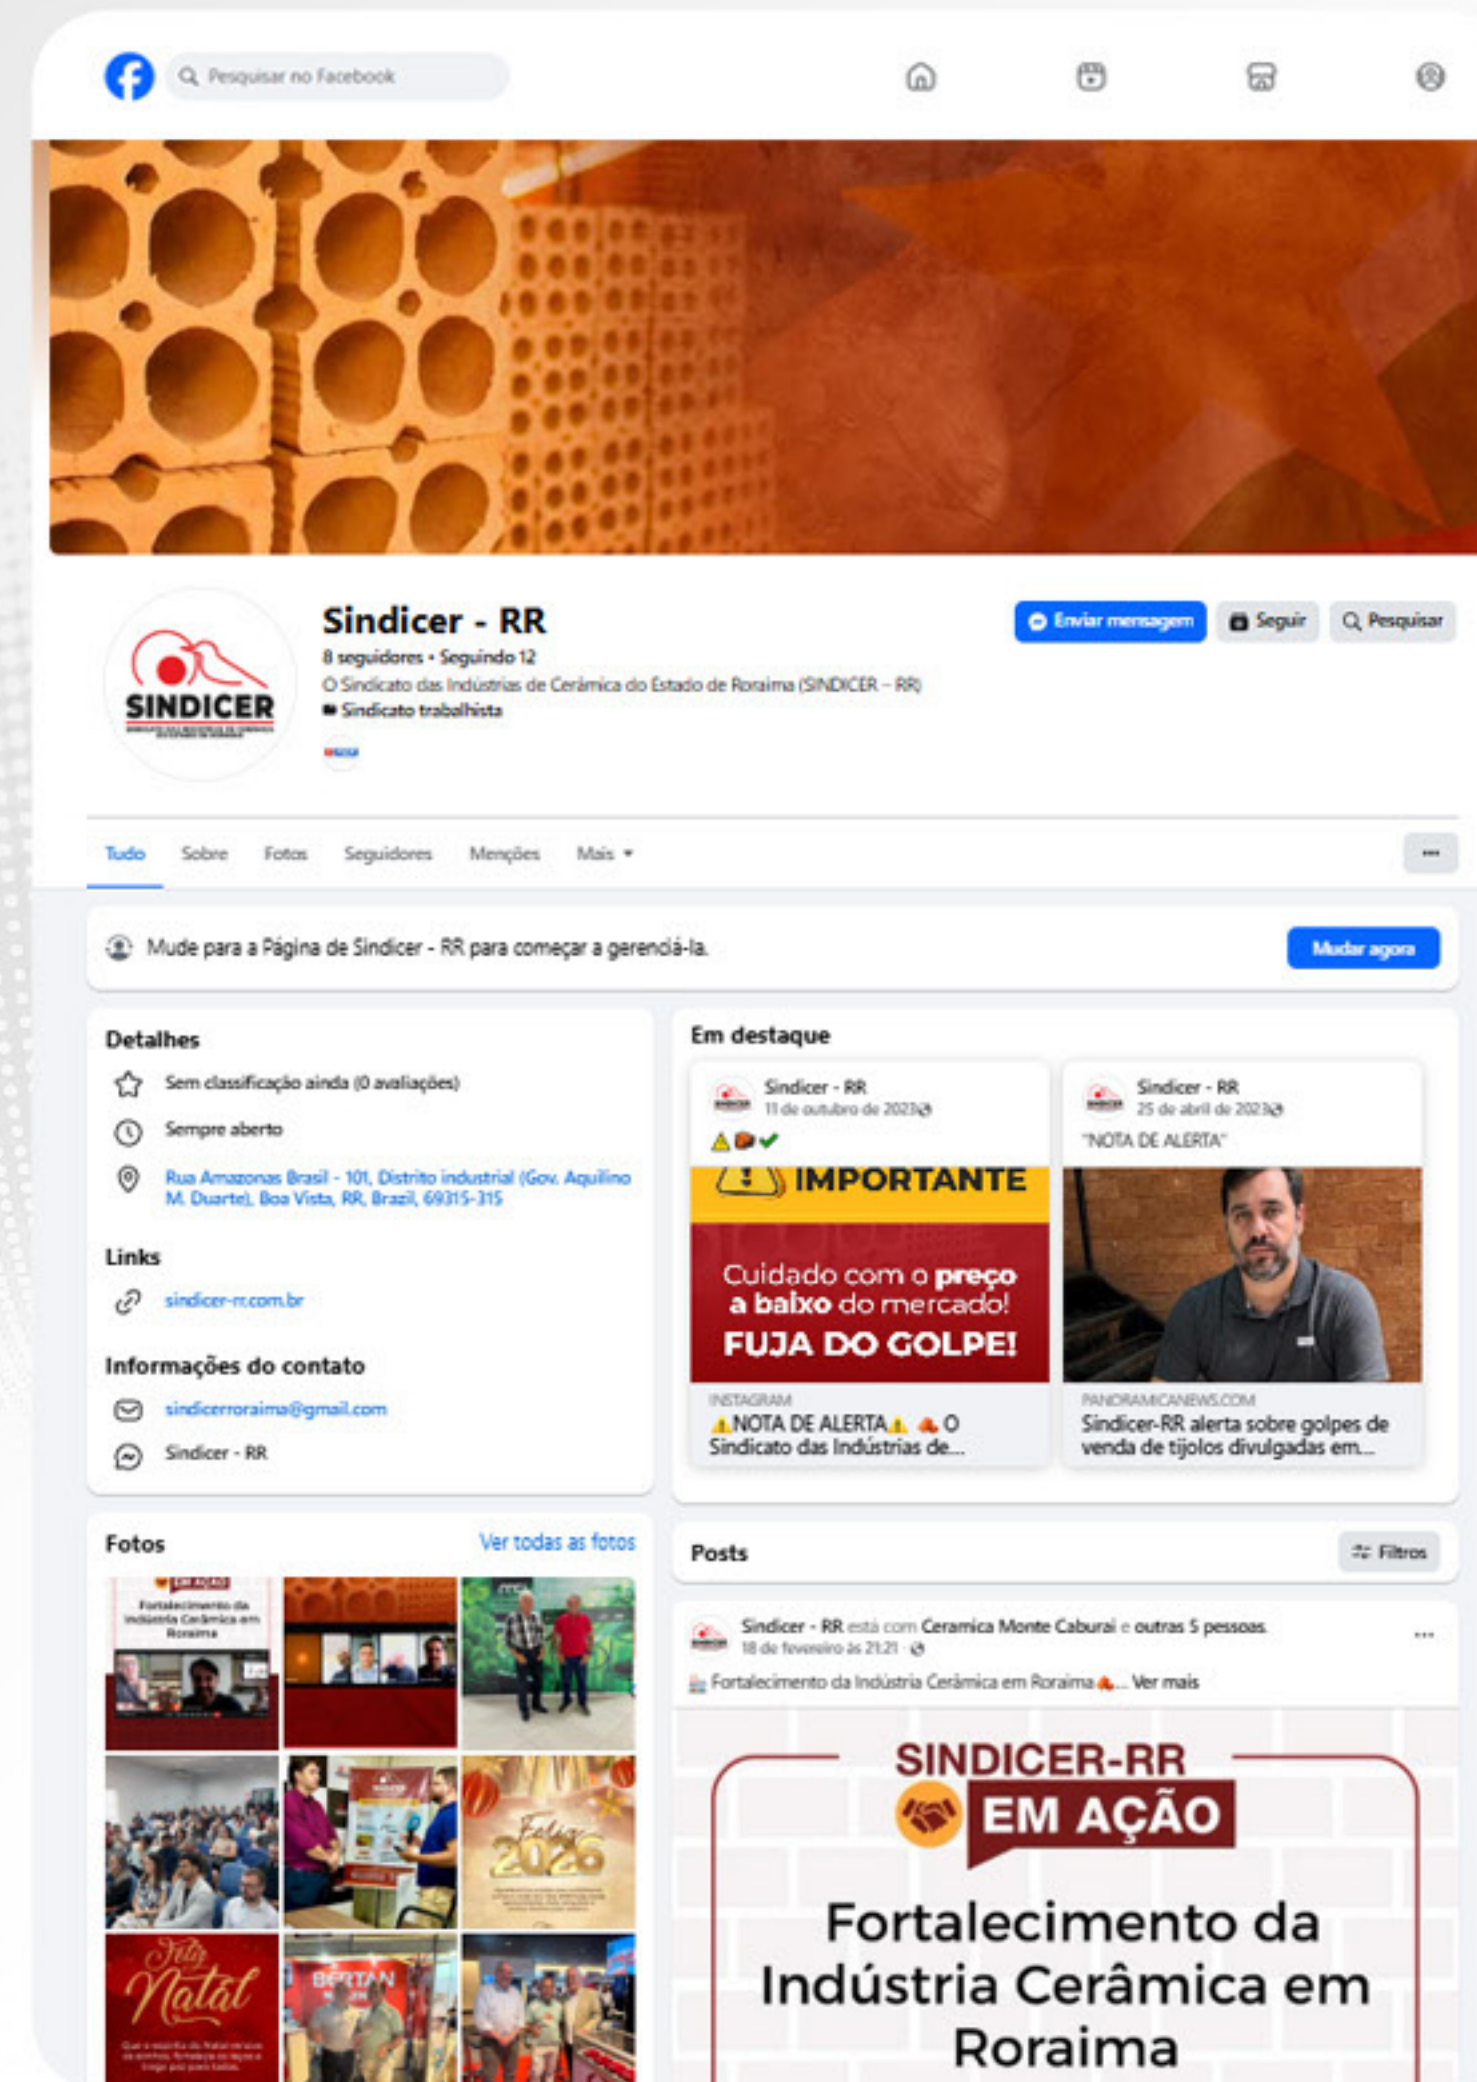 Pesquisar no Facebook
SINDICER
Sindicer - RR
8 seguidores • Seguindo 12
O Sindicato das Indústrias de Cerâmica do Estado de Roraima (SINDICER – RR)
Sindicato trabalhista
Enviar mensagem
Seguir
Pesquisar
Tudo
Sobre
Fotos
Seguidores
Menções
Mais
Mude para a Página de Sindicer - RR para começar a gerenciá-la.
Mudar agora
Detalhes
Sem classificação ainda (0 avaliações)
Sempre aberto
Rua Amazonas Brasil - 101, Distrito industrial (Gov. Aquilino
M. Duarte), Boa Vista, RR, Brazil, 69315-315
Links
sindicer-rr.com.br
Informações do contato
sindicerroraima@gmail.com
Sindicer - RR
Em destaque
Sindicer - RR
11 de outubro de 2023
IMPORTANTE
Cuidado com o preço
a baixo do mercado!
FUJA DO GOLPE!
INSTAGRAM
NOTA DE ALERTA O
Sindicato das Indústrias de...
Sindicer - RR
25 de abril de 2023
"NOTA DE ALERTA"
PANORAMICANEWS.COM
Sindicer-RR alerta sobre golpes de
venda de tijolos divulgadas em...
Fotos
Ver todas as fotos
EM AÇÃO
Fortalecimento da
Indústria Cerâmica em
Roraima
Feliz
2026
Feliz
Natal
BERTAN
Posts
Filtros
Sindicer - RR está com Ceramica Monte Caburai e outras 5 pessoas.
18 de fevereiro às 21:21
Fortalecimento da Indústria Cerâmica em Roraima... Ver mais
SINDICER-RR
EM AÇÃO
Fortalecimento da
Indústria Cerâmica em
Roraima